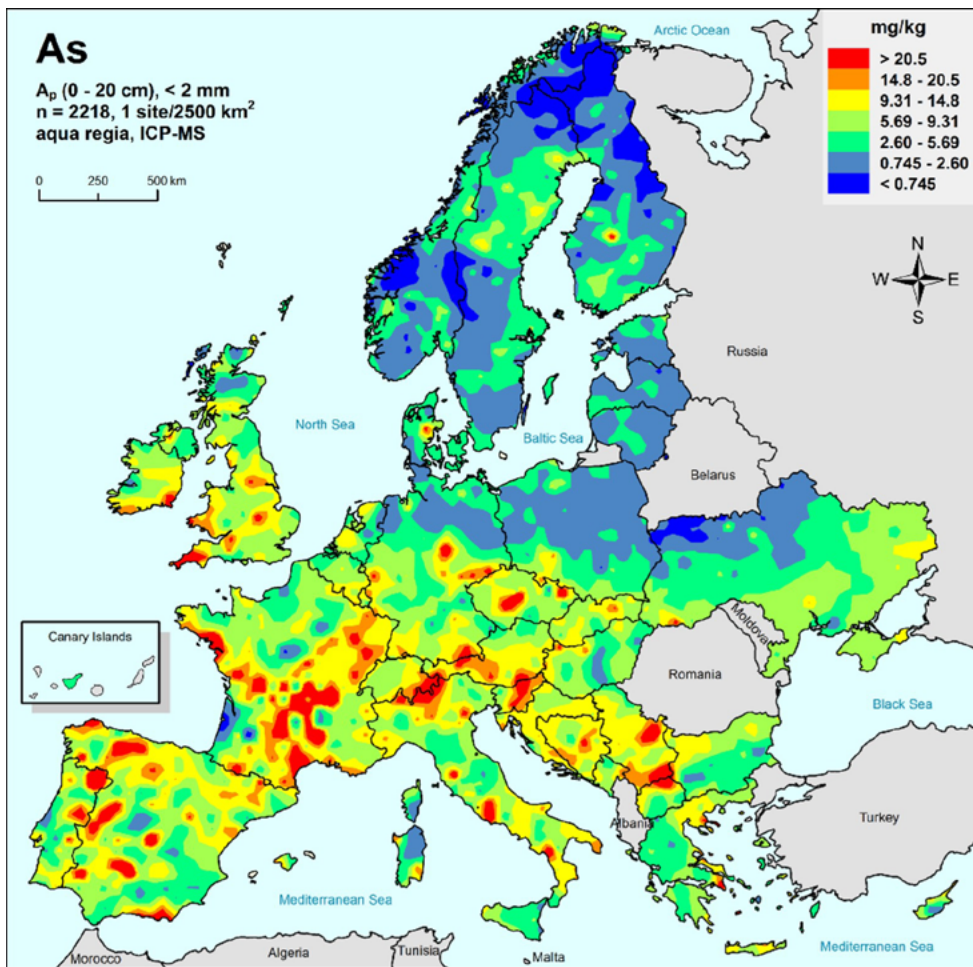 As
Aₚ (0 - 20 cm), < 2 mm
n = 2218, 1 site/2500 km²
aqua regia, ICP-MS
0 250 500 km
Arctic Ocean
mg/kg
> 20.5
14.8 - 20.5
9.31 - 14.8
5.69 - 9.31
2.60 - 5.69
0.745 - 2.60
< 0.745
N
W E
S
Russia
North Sea
Baltic Sea
Belarus
Moldova
Canary Islands
Romania
Black Sea
Albania
Turkey
Mediterranean Sea
Mediterranean Sea
Morocco
Algeria
Tunisia
Malta